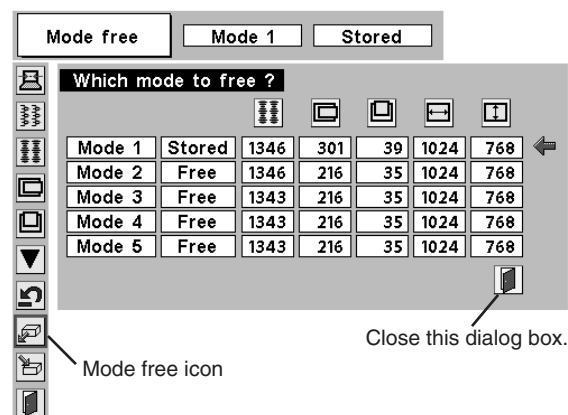 Mode free Mode 1 Stored
Which mode to free ?
Mode 1 Stored 1346 301 39 1024 768
Mode 2 Free 1346 216 35 1024 768
Mode 3 Free 1343 216 35 1024 768
Mode 4 Free 1343 216 35 1024 768
Mode 5 Free 1343 216 35 1024 768
Close this dialog box.
Mode free icon